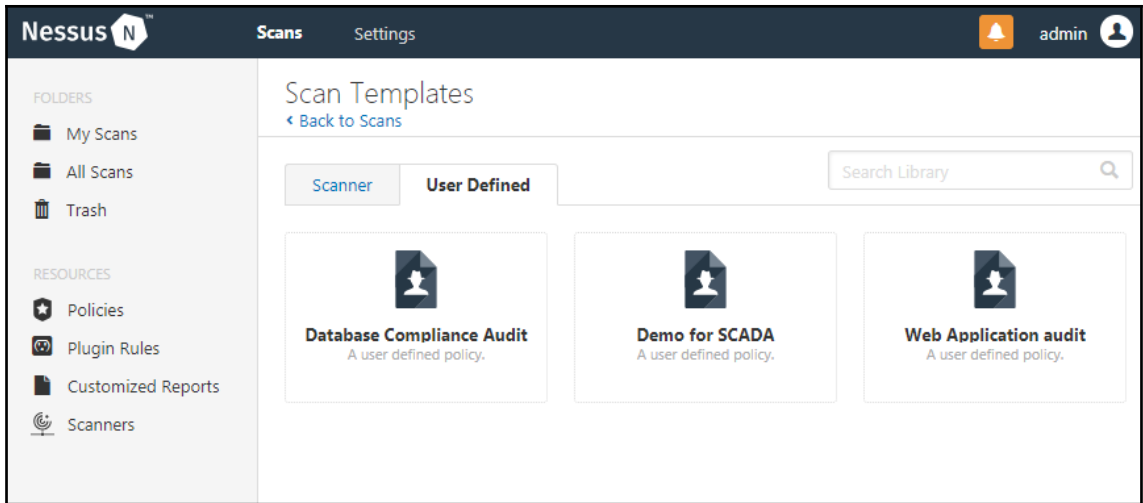 Nessus N ™
Scans Settings
admin
FOLDERS
My Scans
All Scans
Trash
RESOURCES
Policies
Plugin Rules
Customized Reports
Scanners
Scan Templates
Back to Scans
Scanner
User Defined
Search Library
Database Compliance Audit
A user defined policy.
Demo for SCADA
A user defined policy.
Web Application audit
A user defined policy.